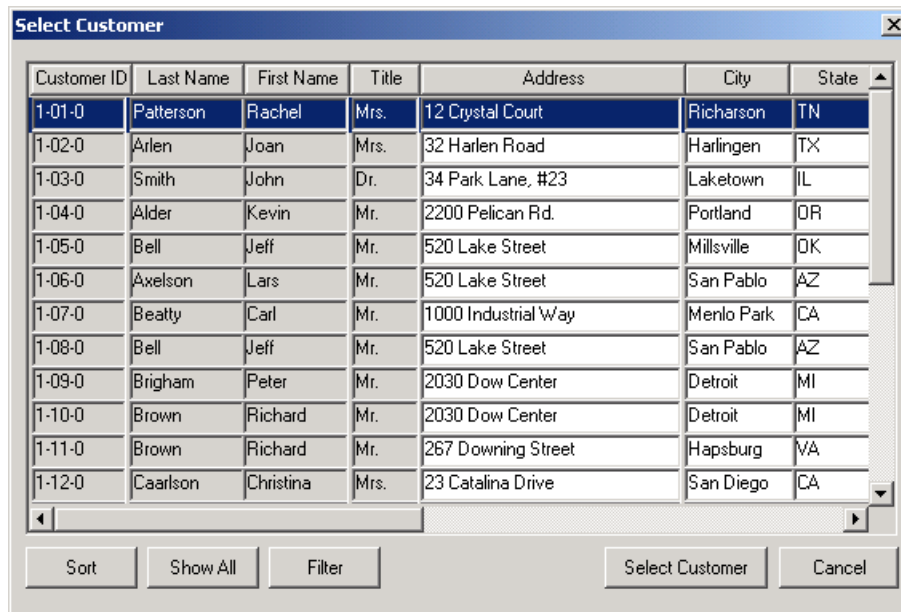 Select Customer
Customer ID Last Name First Name Title Address City State
1-01-0 Patterson Rachel Mrs. 12 Crystal Court Richarson TN
1-02-0 Arlen Joan Mrs. 32 Harlen Road Harlingen TX
1-03-0 Smith John Dr. 34 Park Lane, #23 Laketown IL
1-04-0 Alder Kevin Mr. 2200 Pelican Rd. Portland OR
1-05-0 Bell Jeff Mr. 520 Lake Street Millsville OK
1-06-0 Axelson Lars Mr. 520 Lake Street San Pablo AZ
1-07-0 Beatty Carl Mr. 1000 Industrial Way Menlo Park CA
1-08-0 Bell Jeff Mr. 520 Lake Street San Pablo AZ
1-09-0 Brigham Peter Mr. 2030 Dow Center Detroit MI
1-10-0 Brown Richard Mr. 2030 Dow Center Detroit MI
1-11-0 Brown Richard Mr. 267 Downing Street Hapsburg VA
1-12-0 Caarlson Christina Mrs. 23 Catalina Drive San Diego CA
Sort Show All Filter Select Customer Cancel